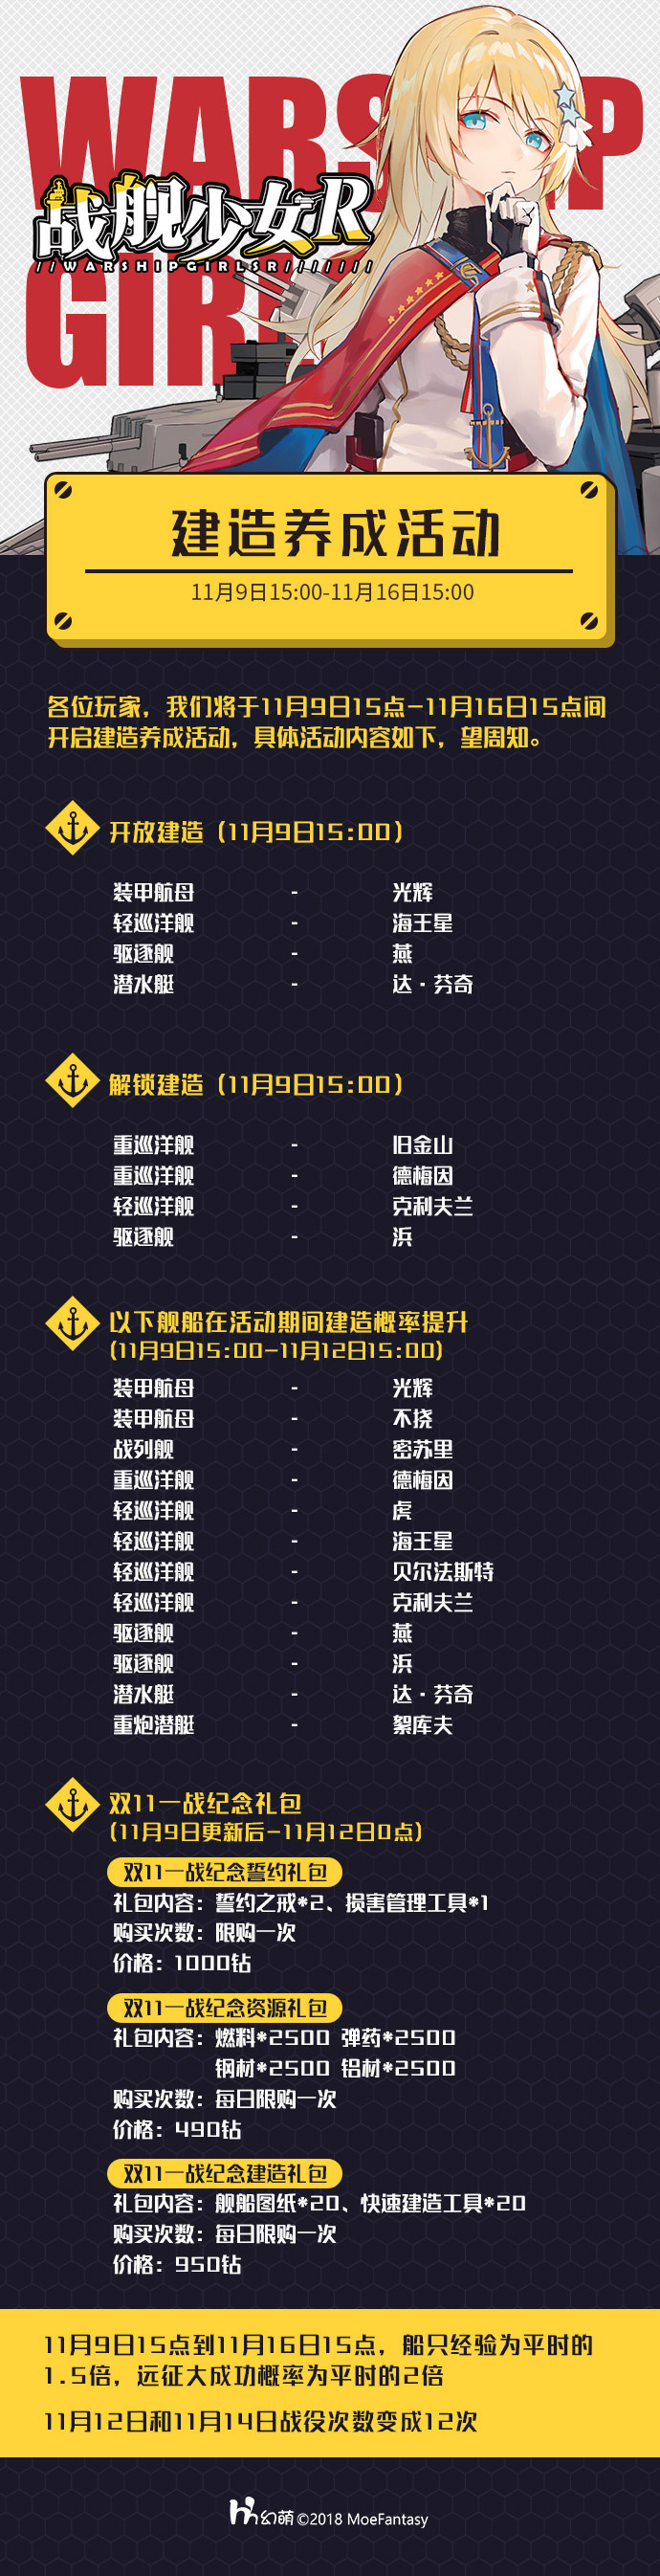 WARSHIP
战舰少女R
//WARSHIPGIRLSR///////
GIRL
建造养成活动
11月9日15:00-11月16日15:00
各位玩家，我们将于11月9日15点-11月16日15点间
开启建造养成活动，具体活动内容如下，望周知。
开放建造（11月9日15:00）
装甲航母 - 光辉
轻巡洋舰 - 海王星
驱逐舰 - 燕
潜水艇 - 达·芬奇
解锁建造（11月9日15:00）
重巡洋舰 - 旧金山
重巡洋舰 - 德梅因
轻巡洋舰 - 克利夫兰
驱逐舰 - 浜
以下舰船在活动期间建造概率提升
(11月9日15:00-11月12日15:00)
装甲航母 - 光辉
装甲航母 - 不挠
战列舰 - 密苏里
重巡洋舰 - 德梅因
轻巡洋舰 - 虎
轻巡洋舰 - 海王星
轻巡洋舰 - 贝尔法斯特
轻巡洋舰 - 克利夫兰
驱逐舰 - 燕
驱逐舰 - 浜
潜水艇 - 达·芬奇
重炮潜艇 - 絮库夫
双11一战纪念礼包
(11月9日更新后-11月12日0点)
双11一战纪念誓约礼包
礼包内容：誓约之戒*2、损害管理工具*1
购买次数：限购一次
价格：1000钻
双11一战纪念资源礼包
礼包内容：燃料*2500 弹药*2500
钢材*2500 铝材*2500
购买次数：每日限购一次
价格：490钻
双11一战纪念建造礼包
礼包内容：舰船图纸*20、快速建造工具*20
购买次数：每日限购一次
价格：950钻
11月9日15点到11月16日15点，船只经验为平时的
1.5倍，远征大成功概率为平时的2倍
11月12日和11月14日战役次数变成12次
幻萌 ©2018 MoeFantasy